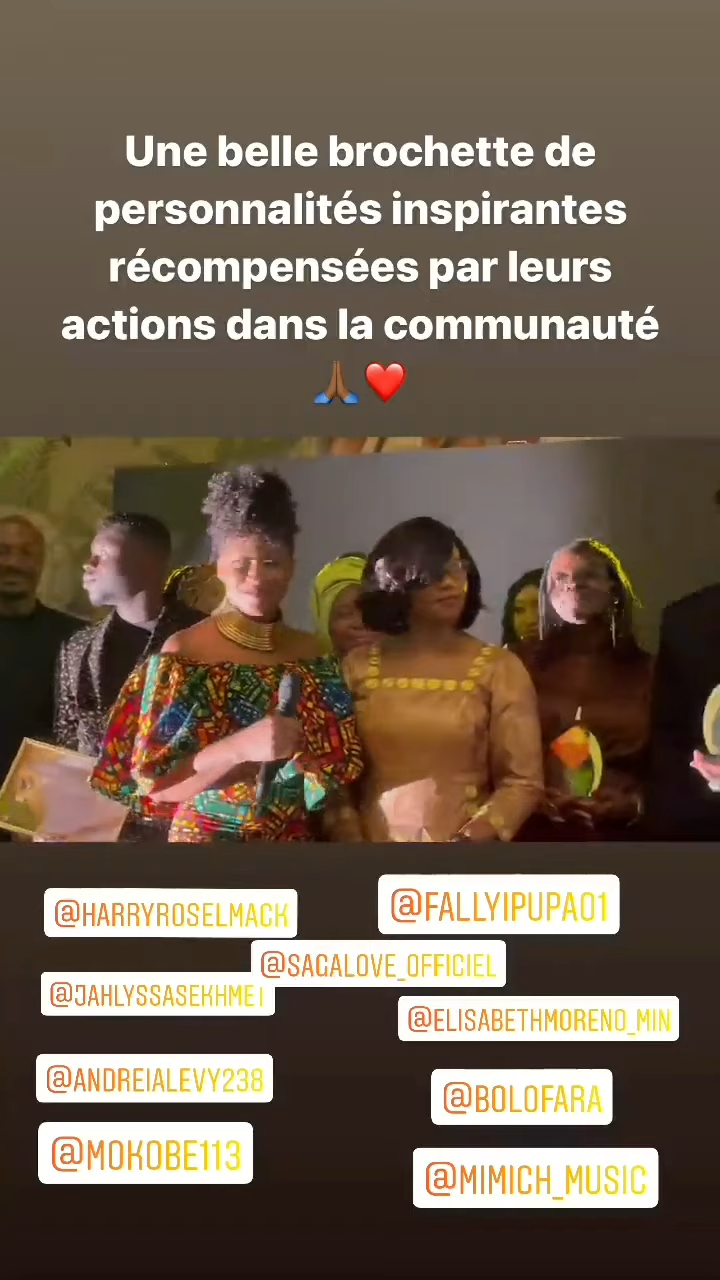 Une belle brochette de
personnalités inspirantes
récompensées par leurs
actions dans la communauté
🙏🏾❤️
@HARRYROSELMACK
@FALLYIPUPA01
@SAGALOVE_OFFICIEL
@JAHLYSSASEKHMET
@ELISABETHMORENO_MIN
@ANDREIALEVY238
@BOLOFARA
@MOKOBE113
@MIMICH_MUSIC